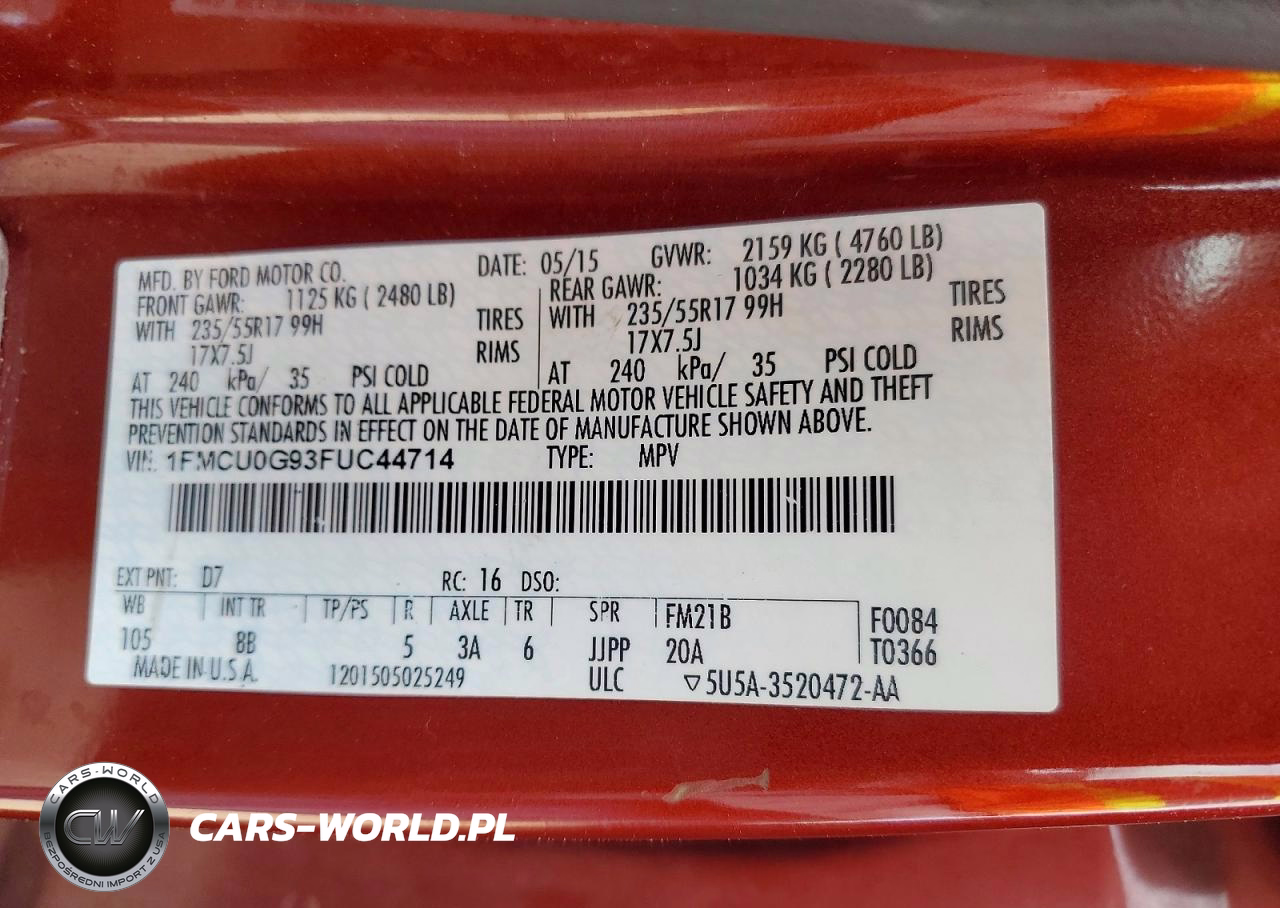 MFD. BY FORD MOTOR CO. DATE: 05/15 GVWR: 2159 KG ( 4760 LB)
FRONT GAWR: 1125 KG ( 2480 LB) REAR GAWR: 1034 KG ( 2280 LB)
WITH 235/55R17 99H TIRES WITH 235/55R17 99H TIRES
17X7.5J RIMS 17X7.5J RIMS
AT 240 kPa/ 35 PSI COLD AT 240 kPa/ 35 PSI COLD
THIS VEHICLE CONFORMS TO ALL APPLICABLE FEDERAL MOTOR VEHICLE SAFETY AND THEFT
PREVENTION STANDARDS IN EFFECT ON THE DATE OF MANUFACTURE SHOWN ABOVE.
VIN: 1FMCU0G93FUC44714 TYPE: MPV
EXT PNT: D7 RC: 16 DSO:
WB INT TR TP/PS R AXLE TR SPR FM21B F0084
105 8B 5 3A 6 JJPP 20A T0366
MADE IN U.S.A. 1201505025249 ULC ▽5U5A-3520472-AA
CARS-WORLD
CW
BEZPOŚREDNI IMPORT Z USA
CARS-WORLD.PL